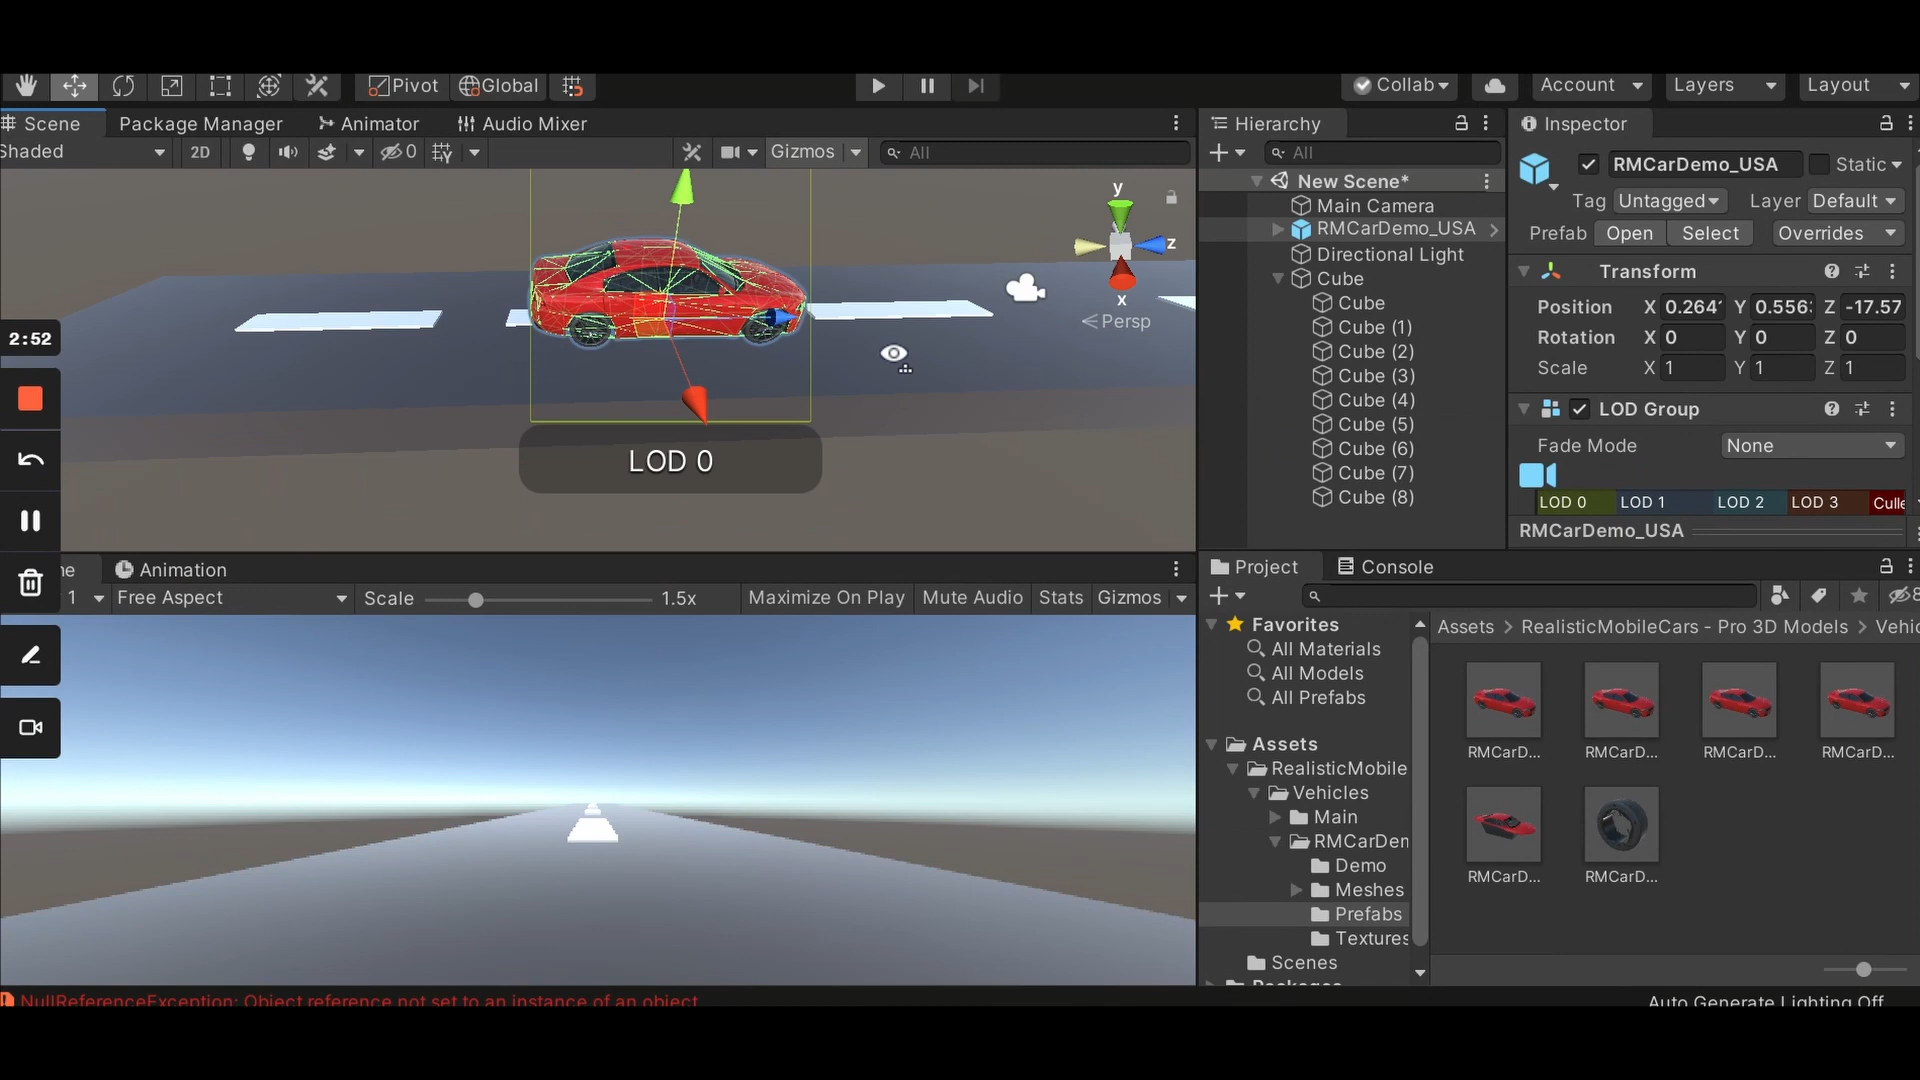 Pivot Global Collab Account Layers Layout
Scene Package Manager Animator Audio Mixer
Shaded 2D 0 Gizmos All
y
z
x
Persp
LOD 0
2:52
Hierarchy
All
New Scene*
Main Camera
RMCarDemo_USA
Directional Light
Cube
Cube
Cube (1)
Cube (2)
Cube (3)
Cube (4)
Cube (5)
Cube (6)
Cube (7)
Cube (8)
Inspector
RMCarDemo_USA Static
Tag Untagged Layer Default
Prefab Open Select Overrides
Transform
Position X 0.264 Y 0.556 Z -17.57
Rotation X 0 Y 0 Z 0
Scale X 1 Y 1 Z 1
LOD Group
Fade Mode None
LOD 0 LOD 1 LOD 2 LOD 3 Culle
RMCarDemo_USA
me Animation
1 Free Aspect Scale 1.5x Maximize On Play Mute Audio Stats Gizmos
Project Console
8
Favorites
All Materials
All Models
All Prefabs
Assets
RealisticMobile
Vehicles
Main
RMCarDen
Demo
Meshes
Prefabs
Textures
Scenes
Packages
Assets > RealisticMobileCars - Pro 3D Models > Vehic
RMCarD... RMCarD... RMCarD... RMCarD...
RMCarD... RMCarD...
NullReferenceException: Object reference not set to an instance of an object
Auto Generate Lighting Off